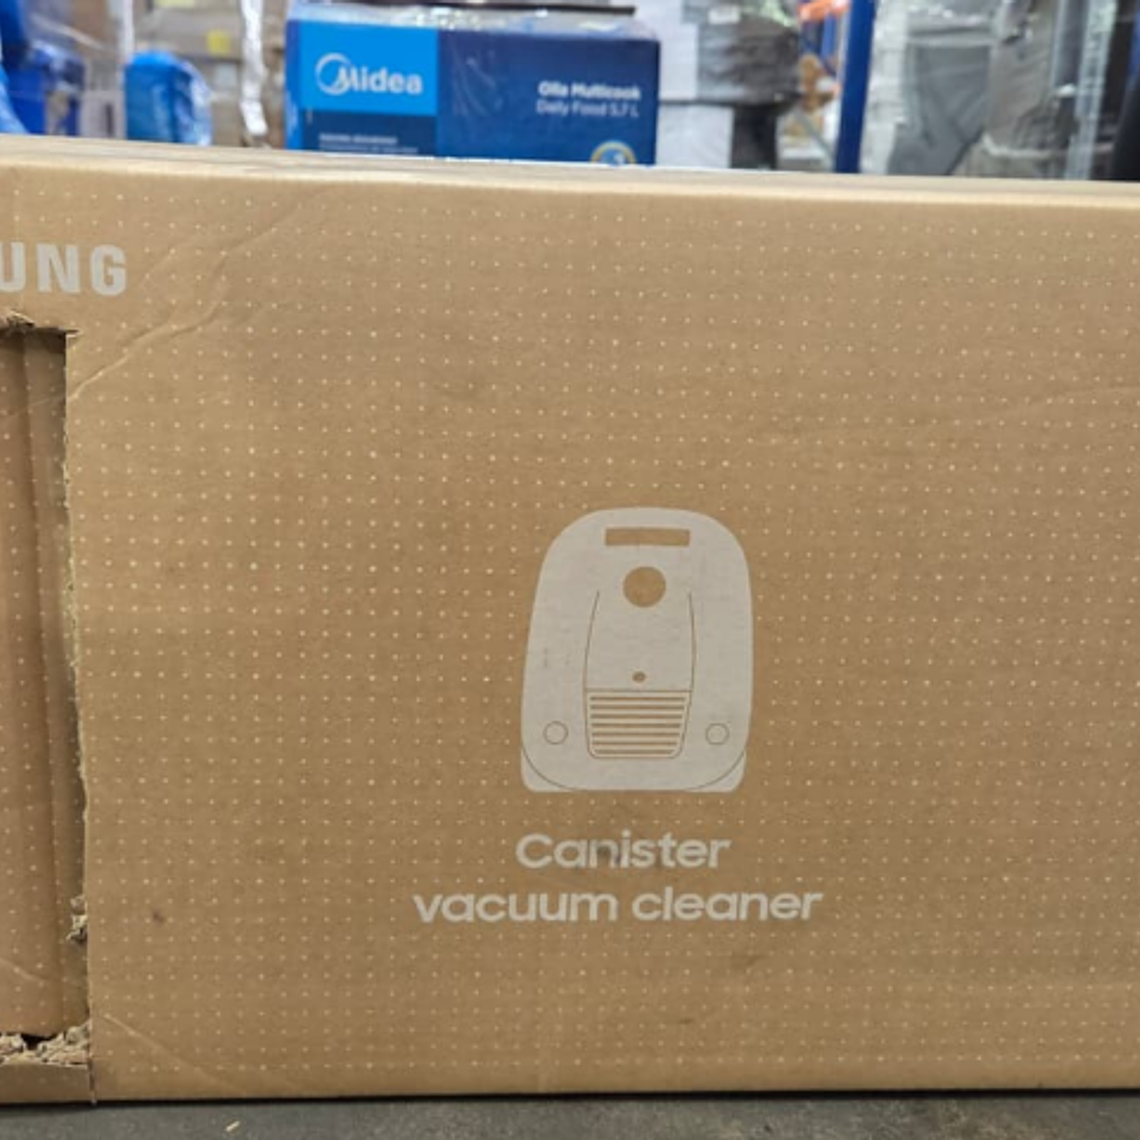 Midea
Olla Multicook
Daily Food 5.7 L
UNG
Canister
vacuum cleaner